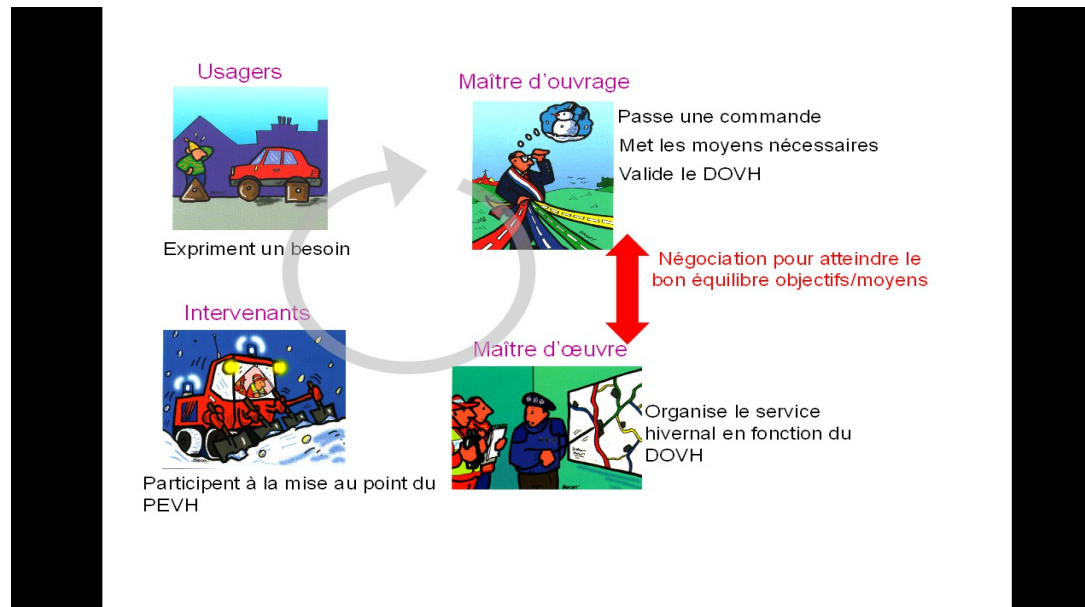 Usagers
Expriment un besoin
Maître d'ouvrage
Passe une commande
Met les moyens nécessaires
Valide le DOVH
Négociation pour atteindre le
bon équilibre objectifs/moyens
Maître d'œuvre
Organise le service
hivernal en fonction du
DOVH
Intervenants
Participent à la mise au point du
PEVH